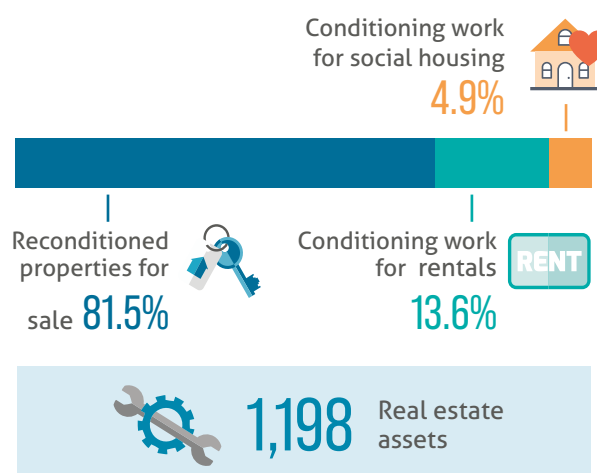 Conditioning work
for social housing
4.9%
Reconditioned
properties for
sale 81.5%
Conditioning work
for rentals
13.6%
RENT
1,198
Real estate
assets